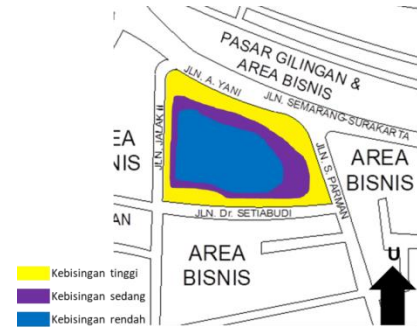 PASAR GILINGAN &
AREA BISNIS
JLN. A. YANI
JLN. SEMARANG-SURAKARTA
JLN. JALAK II
EA
NIS
AREA
BISNIS
JLN. S. PARMAN
AN
JLN. Dr. SETIABUDI
AREA
BISNIS
U
Kebisingan tinggi
Kebisingan sedang
Kebisingan rendah